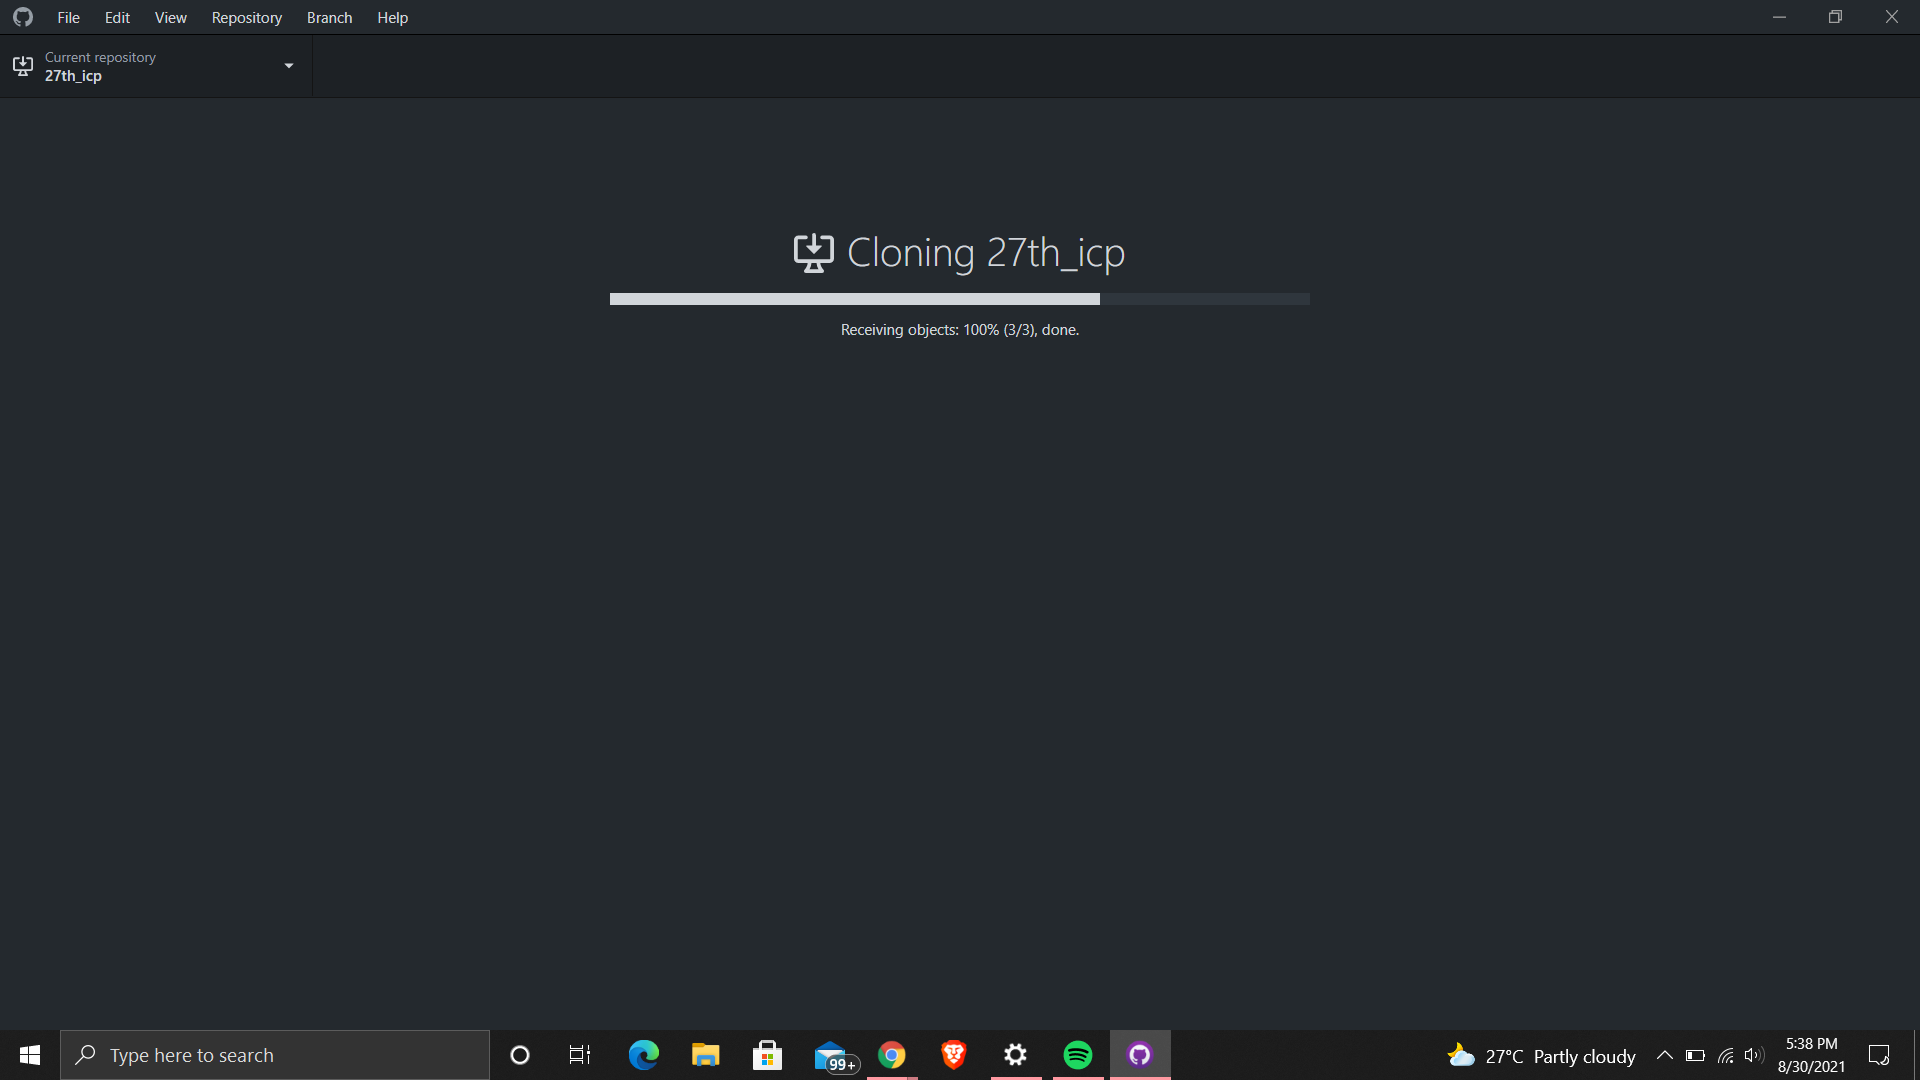 File Edit View Repository Branch Help
Current repository
27th_icp
Cloning 27th_icp
Receiving objects: 100% (3/3), done.
Type here to search
99+
27°C Partly cloudy
5:38 PM
8/30/2021